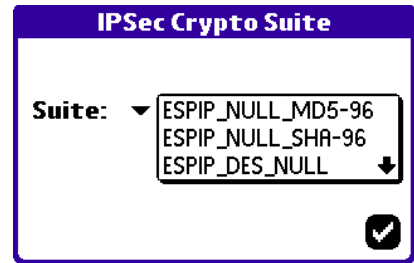 IPSec Crypto Suite
Suite: ESPIP_NULL_MD5-96
ESPIP_NULL_SHA-96
ESPIP_DES_NULL